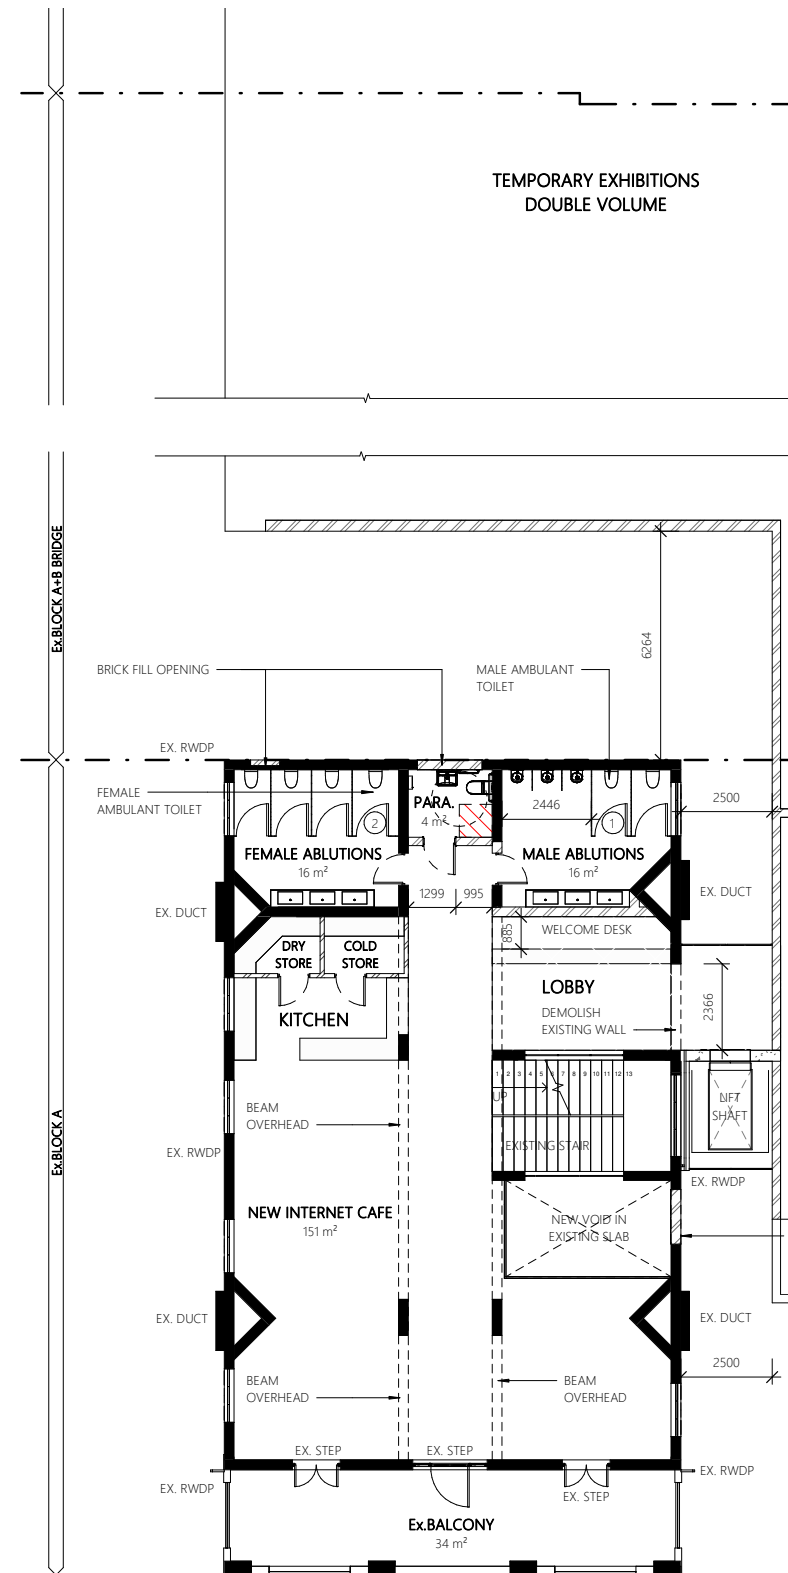 TEMPORARY EXHIBITIONS
DOUBLE VOLUME
Ex.BLOCK A+B BRIDGE
6264
BRICK FILL OPENING
MALE AMBULANT
TOILET
EX. RWDP
FEMALE
AMBULANT TOILET
PARA.
4 m²
2446
2500
2
1
FEMALE ABLUTIONS
16 m²
MALE ABLUTIONS
16 m²
EX. DUCT
1299
995
EX. DUCT
885
WELCOME DESK
DRY
STORE
COLD
STORE
LOBBY
KITCHEN
DEMOLISH
EXISTING WALL
2366
1 2 3 4 5 6 7 8 9 10 11 12 13
UP
LIFT
SHAFT
BEAM
OVERHEAD
Ex.BLOCK A
EX. RWDP
EXISTING STAIR
EX. RWDP
NEW INTERNET CAFE
151 m²
NEW VOID IN
EXISTING SLAB
EX. DUCT
EX. DUCT
2500
BEAM
OVERHEAD
BEAM
OVERHEAD
EX. STEP
EX. STEP
EX. RWDP
EX. RWDP
EX. STEP
Ex.BALCONY
34 m²